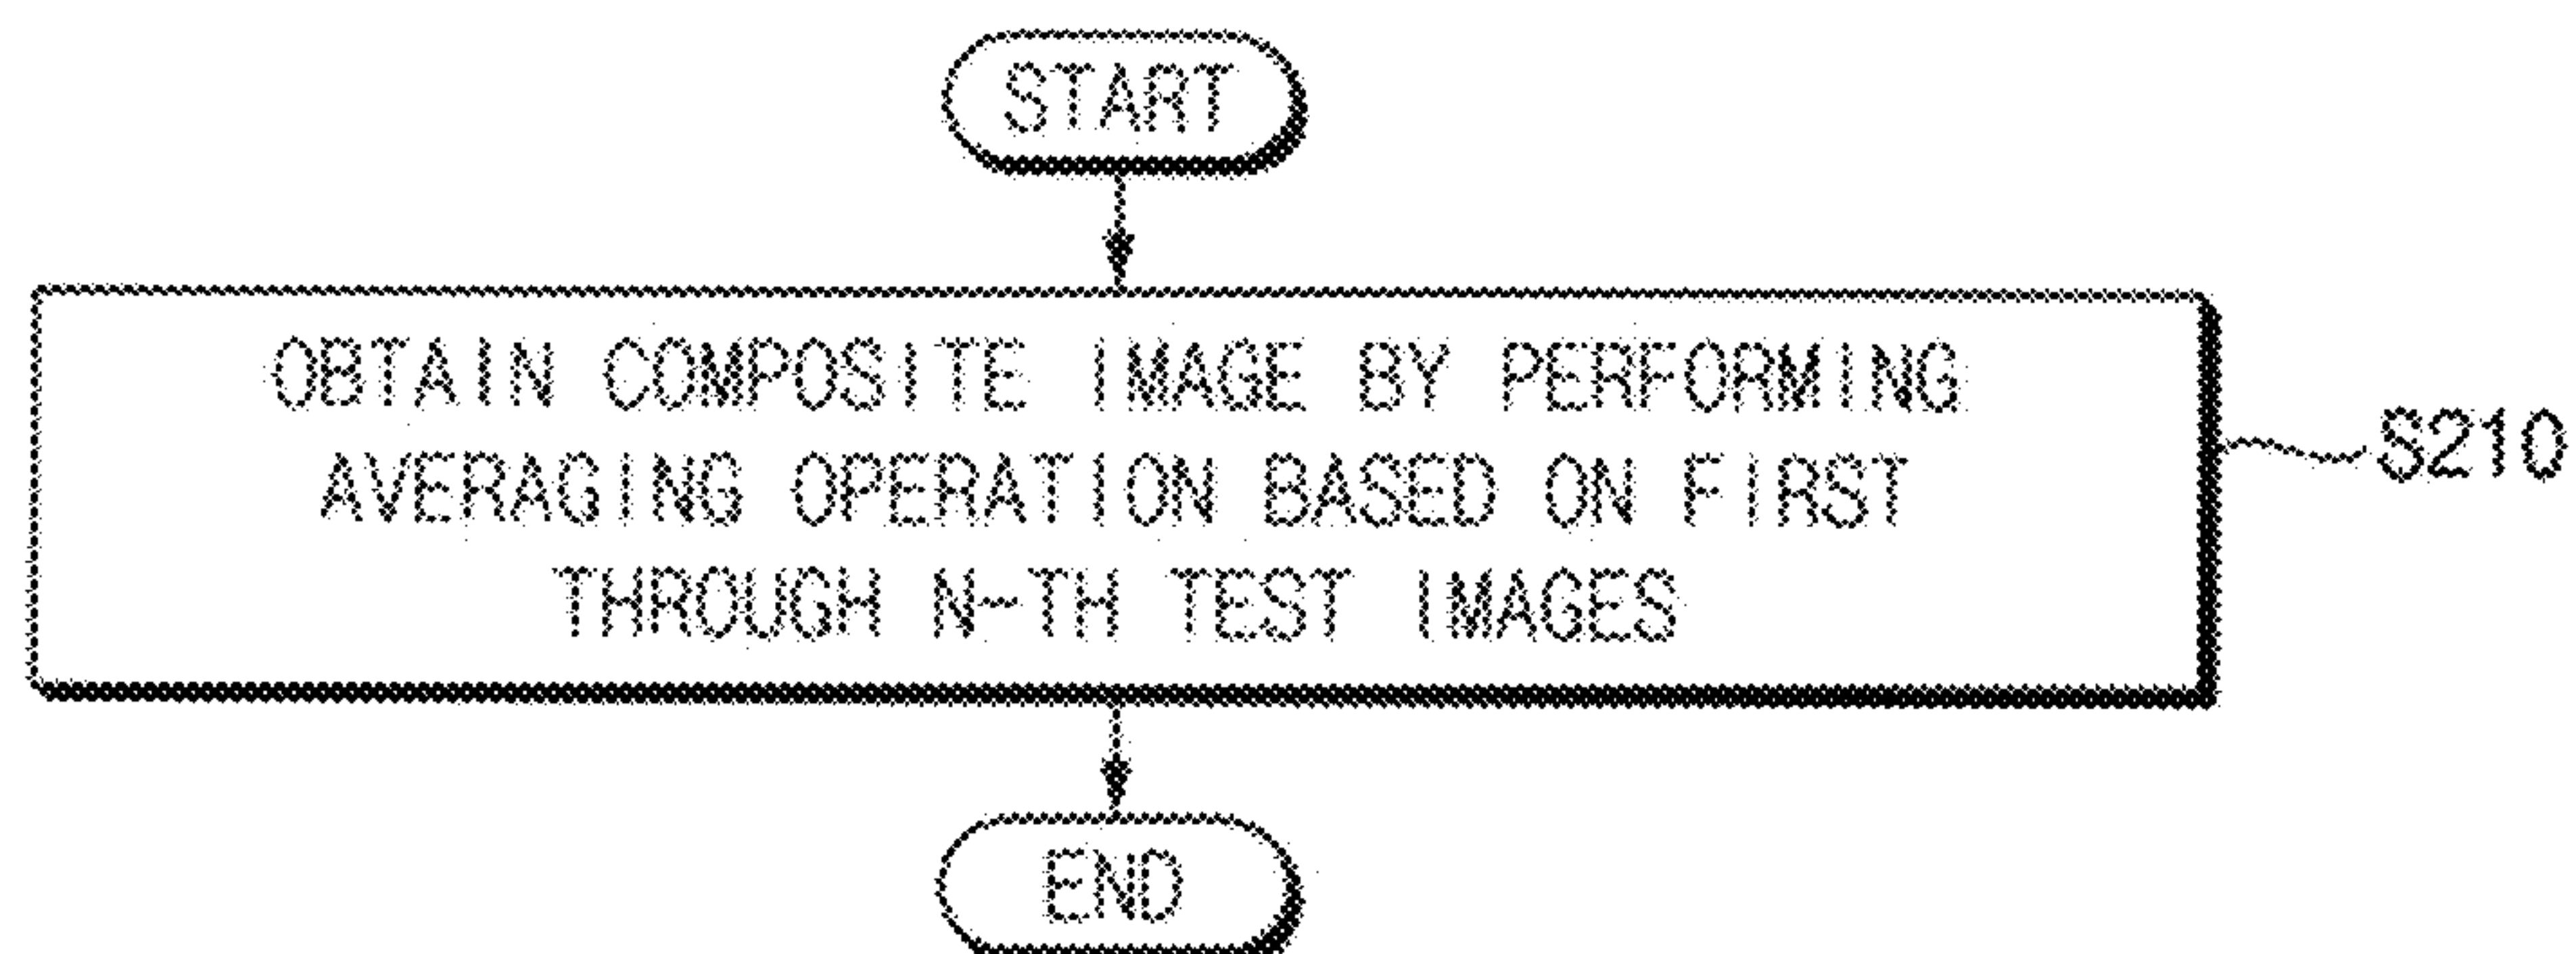 START
OBTAIN COMPOSITE IMAGE BY PERFORMING
AVERAGING OPERATION BASED ON FIRST
THROUGH N-TH TEST IMAGES
S210
END